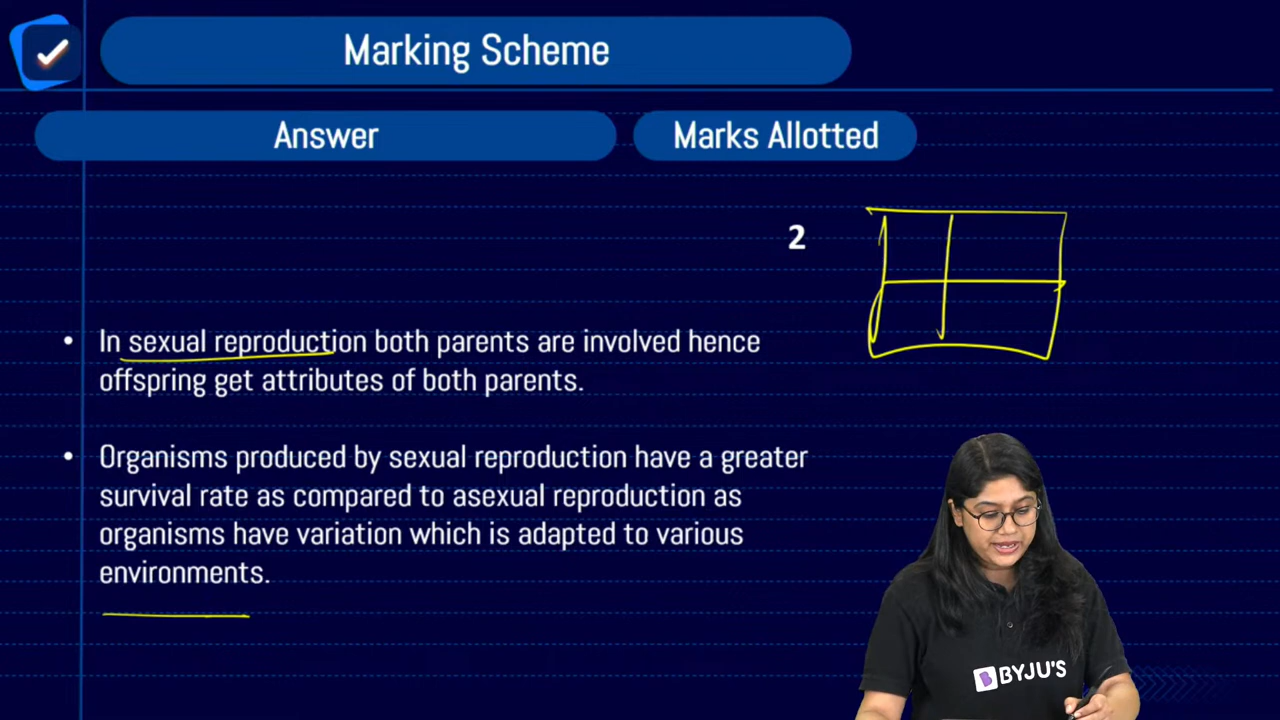 Marking Scheme
Answer
Marks Allotted
2
• In sexual reproduction both parents are involved hence
offspring get attributes of both parents.
• Organisms produced by sexual reproduction have a greater
survival rate as compared to asexual reproduction as
organisms have variation which is adapted to various
environments.
BYJU'S